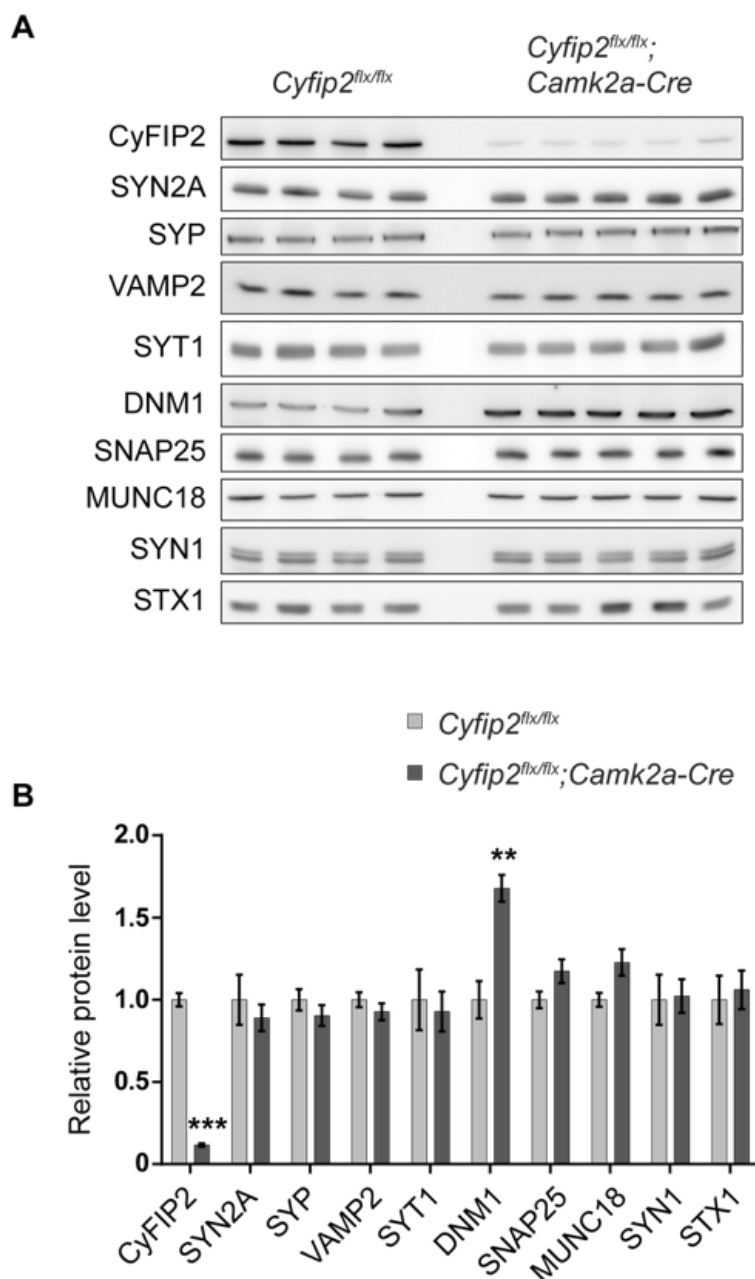 A
Cyfip2flx/flx
Cyfip2flx/flx;
Camk2a-Cre
CyFIP2
SYN2A
SYP
VAMP2
SYT1
DNM1
SNAP25
MUNC18
SYN1
STX1
Cyfip2flx/flx
Cyfip2flx/flx;Camk2a-Cre
B
Relative protein level
2.0
1.5
1.0
0.5
0
***
**
CyFIP2
SYN2A
SYP
VAMP2
SYT1
DNM1
SNAP25
MUNC18
SYN1
STX1